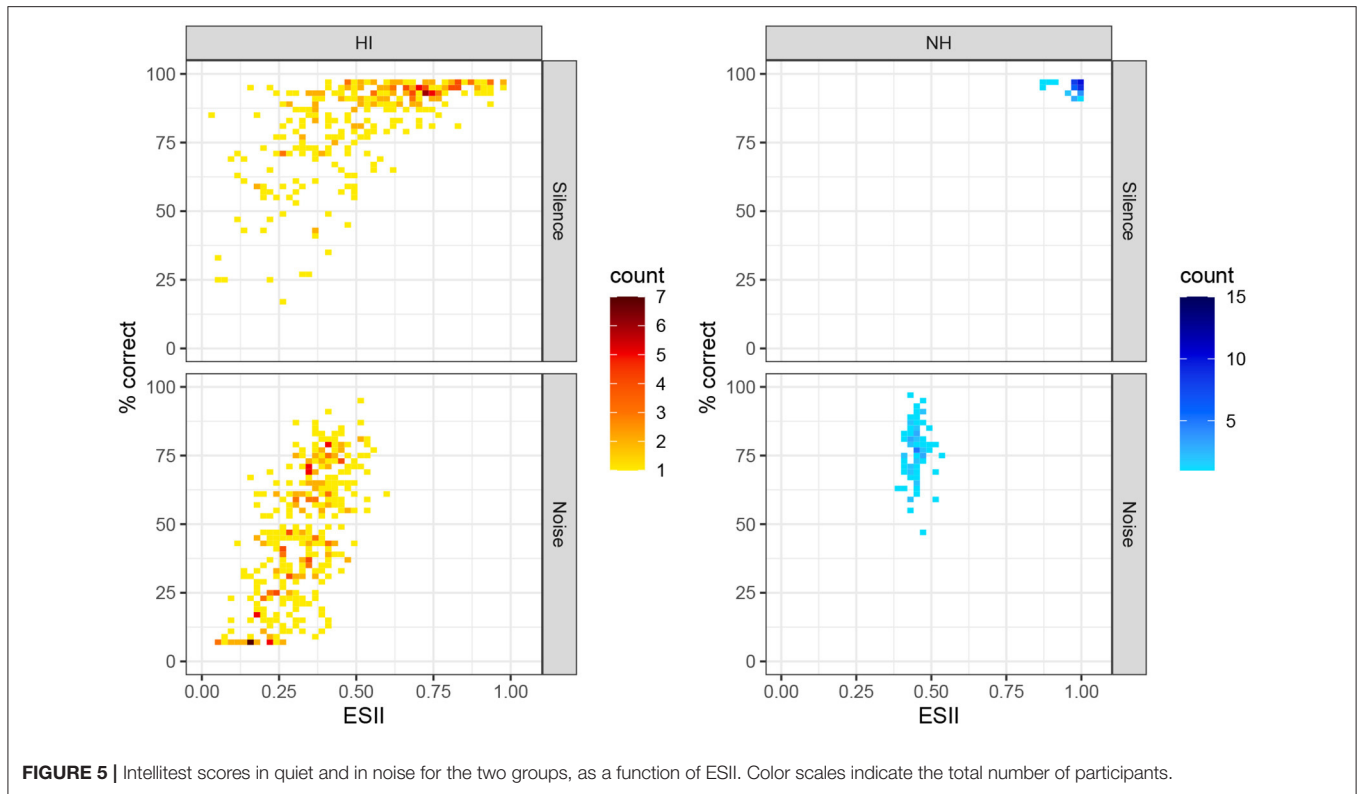 HI
NH
% correct
100
75
50
25
0
Silence
100
75
50
25
0
Noise
0.00 0.25 0.50 0.75 1.00
ESII
count
7
6
5
4
3
2
1
% correct
100
75
50
25
0
Silence
100
75
50
25
0
Noise
0.00 0.25 0.50 0.75 1.00
ESII
count
15
10
5
FIGURE 5 | Intellitest scores in quiet and in noise for the two groups, as a function of ESII. Color scales indicate the total number of participants.